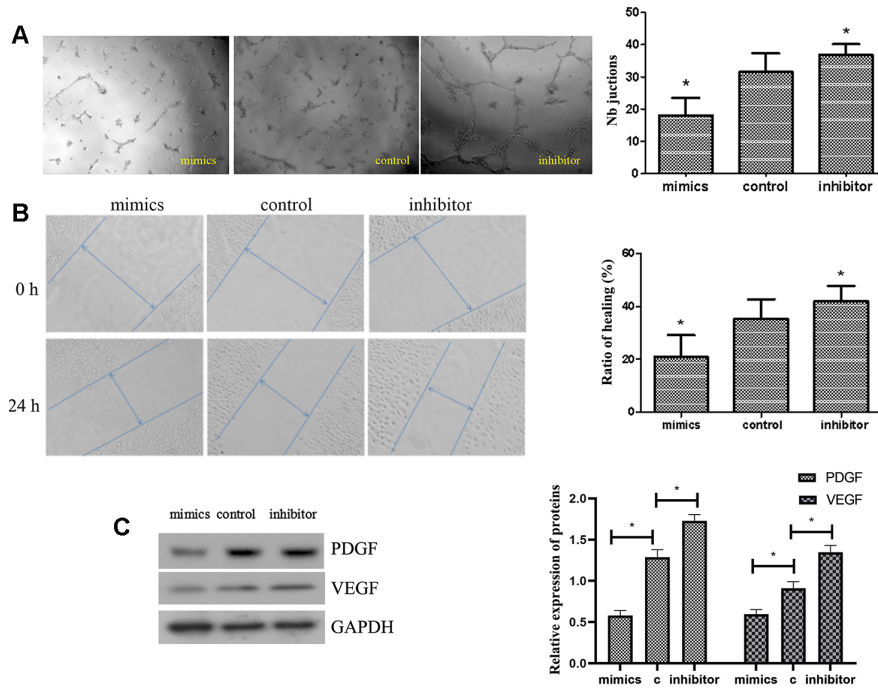 A
mimics
control
inhibitor
Nb juctions
50
40
30
20
10
0
*
*
mimics
control
inhibitor
B
mimics
control
inhibitor
0 h
24 h
Ratio of healing (%)
60
40
20
0
*
*
mimics
control
inhibitor
C
mimics control inhibitor
PDGF
VEGF
GAPDH
PDGF
VEGF
Relative expression of proteins
2.0
1.5
1.0
0.5
0.0
*
*
*
*
mimics c inhibitor mimics c inhibitor